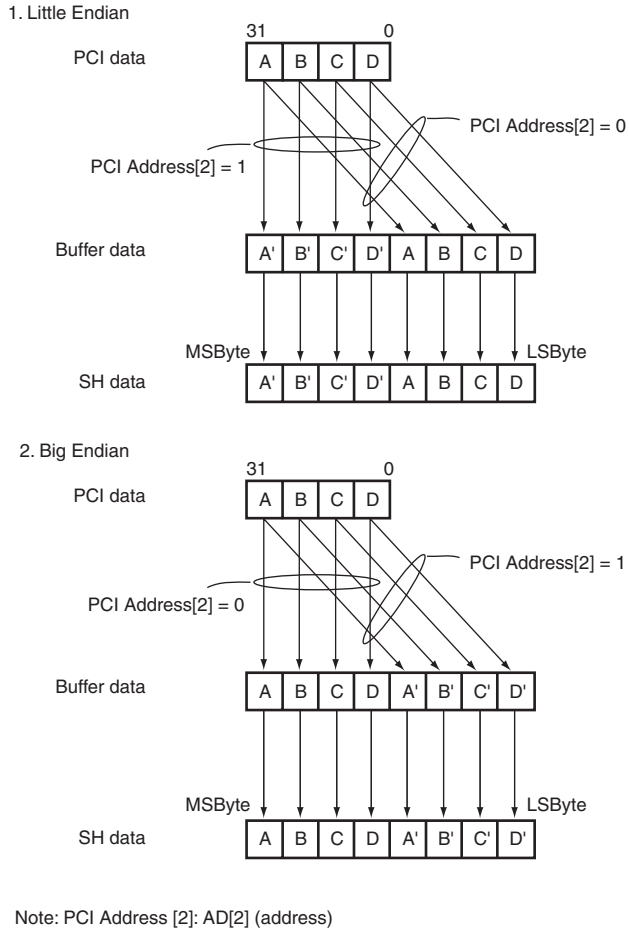 1. Little Endian
31 0
PCI data A B C D
PCI Address[2] = 0
PCI Address[2] = 1
Buffer data A' B' C' D' A B C D
MSByte LSByte
SH data A' B' C' D' A B C D
2. Big Endian
31 0
PCI data A B C D
PCI Address[2] = 1
PCI Address[2] = 0
Buffer data A B C D A' B' C' D'
MSByte LSByte
SH data A B C D A' B' C' D'
Note: PCI Address [2]: AD[2] (address)